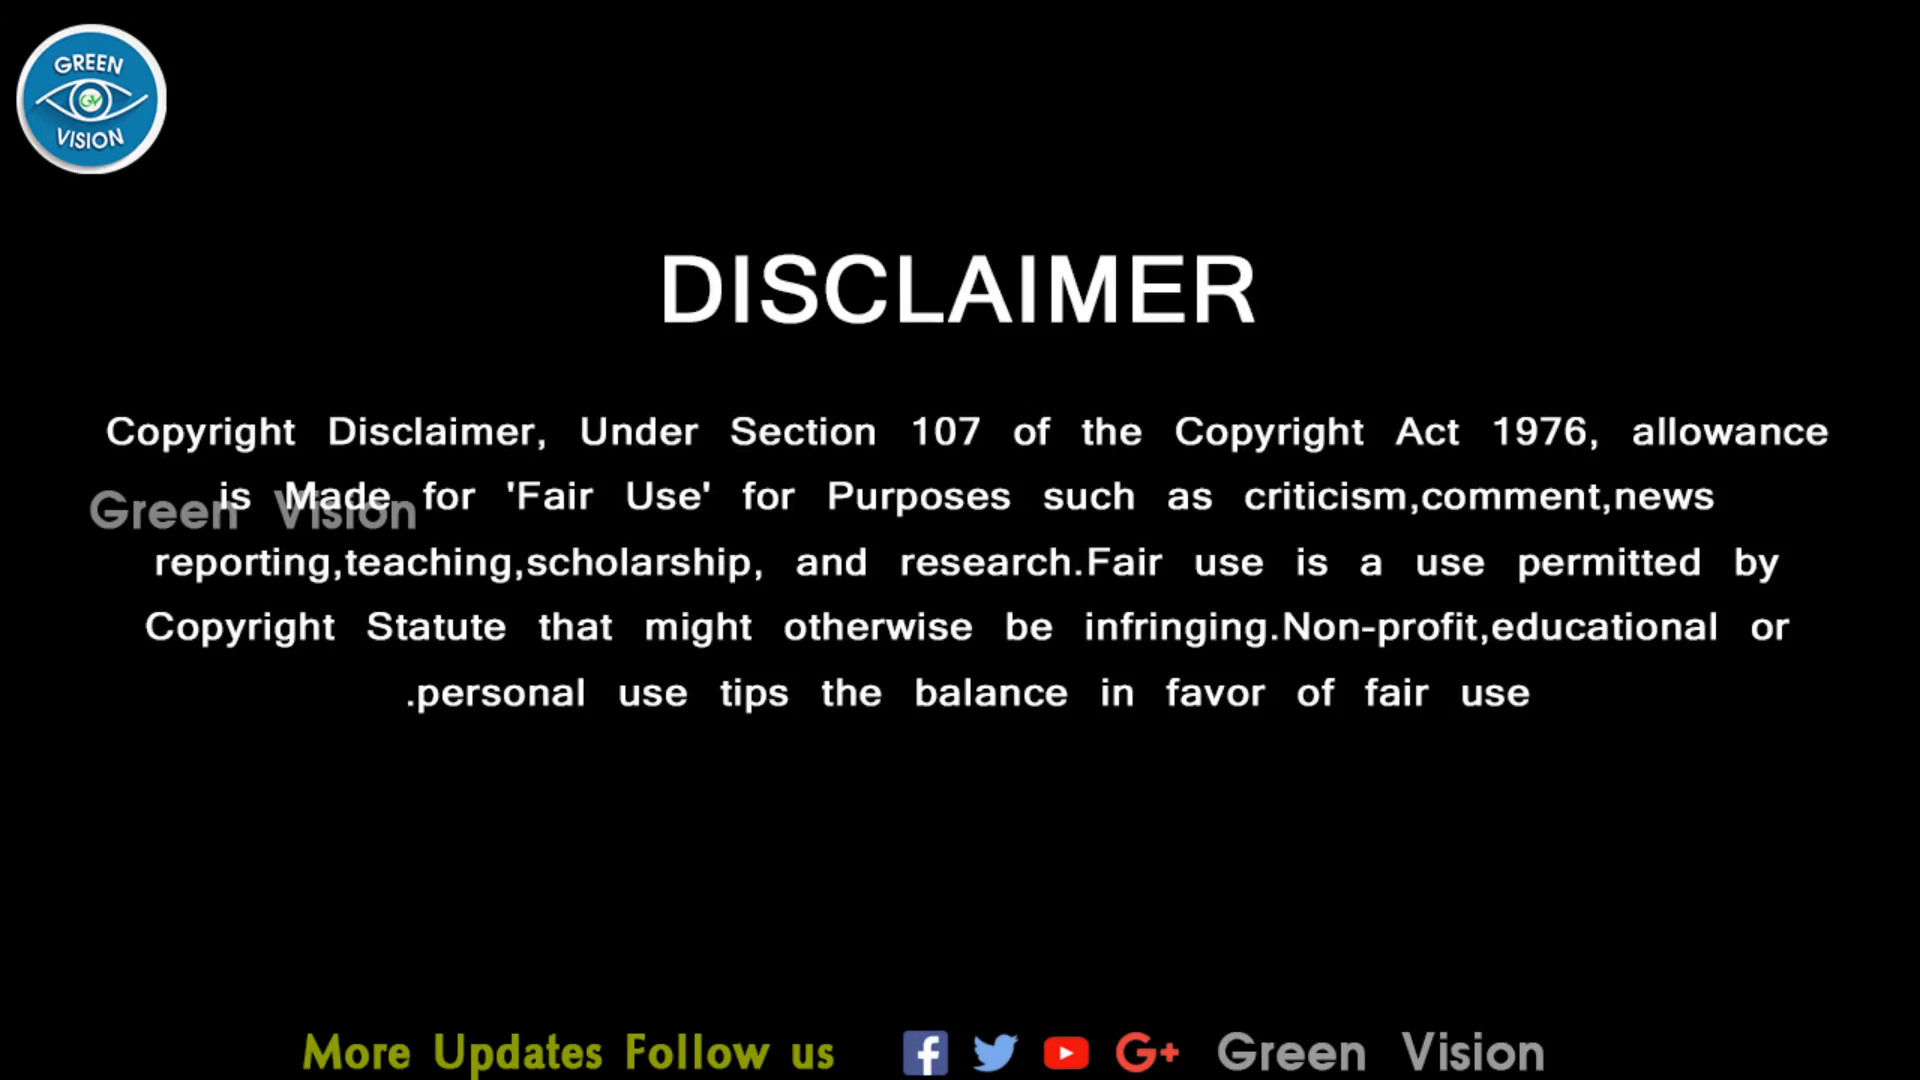 GREEN
GV
VISION
DISCLAIMER
Copyright Disclaimer, Under Section 107 of the Copyright Act 1976, allowance
is Made for 'Fair Use' for Purposes such as criticism,comment,news
Green Vision
reporting,teaching,scholarship, and research.Fair use is a use permitted by
Copyright Statute that might otherwise be infringing.Non-profit,educational or
.personal use tips the balance in favor of fair use
More Updates Follow us f G+ Green Vision